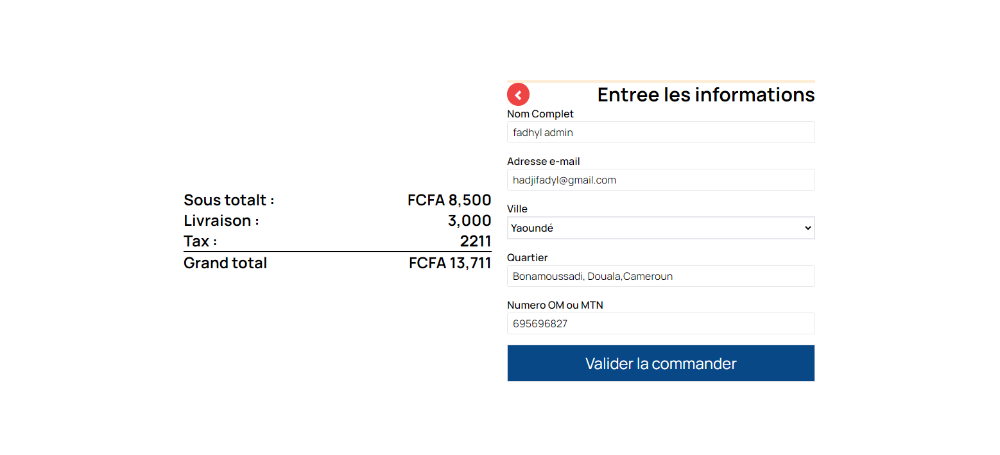 Sous totalt : FCFA 8,500
Livraison : 3,000
Tax : 2211
Grand total FCFA 13,711
Entree les informations
Nom Complet
fadhyl admin
Adresse e-mail
hadjifadyl@gmail.com
Ville
Yaoundé
Quartier
Bonamoussadi, Douala,Cameroun
Numero OM ou MTN
695696827
Valider la commander